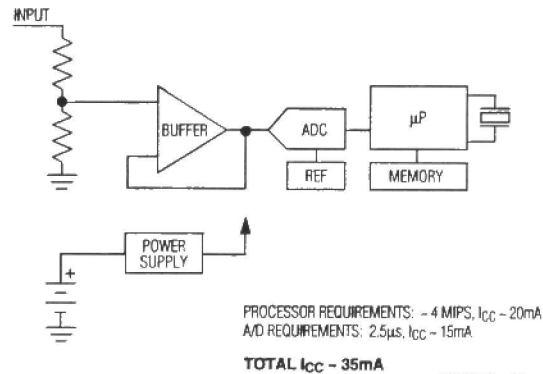 INPUT
BUFFER
ADC
µP
REF
MEMORY
POWER
SUPPLY
+
PROCESSOR REQUIREMENTS: ~ 4 MIPS, ICC ~ 20mA
A/D REQUIREMENTS: 2.5µs, ICC ~ 15mA
TOTAL ICC ~ 35mA